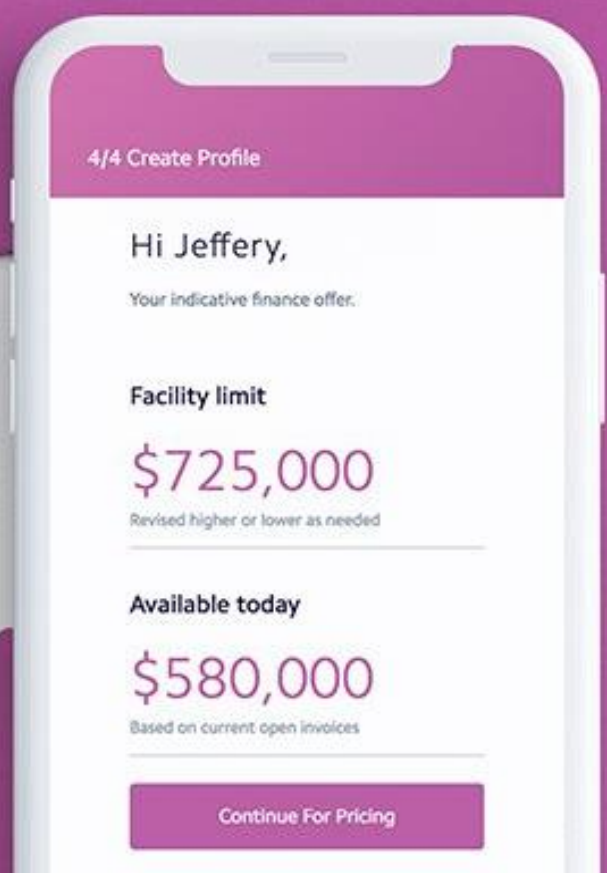 4/4 Create Profile
Hi Jeffery,
Your indicative finance offer.
Facility limit
$725,000
Revised higher or lower as needed
Available today
$580,000
Based on current open invoices
Continue For Pricing